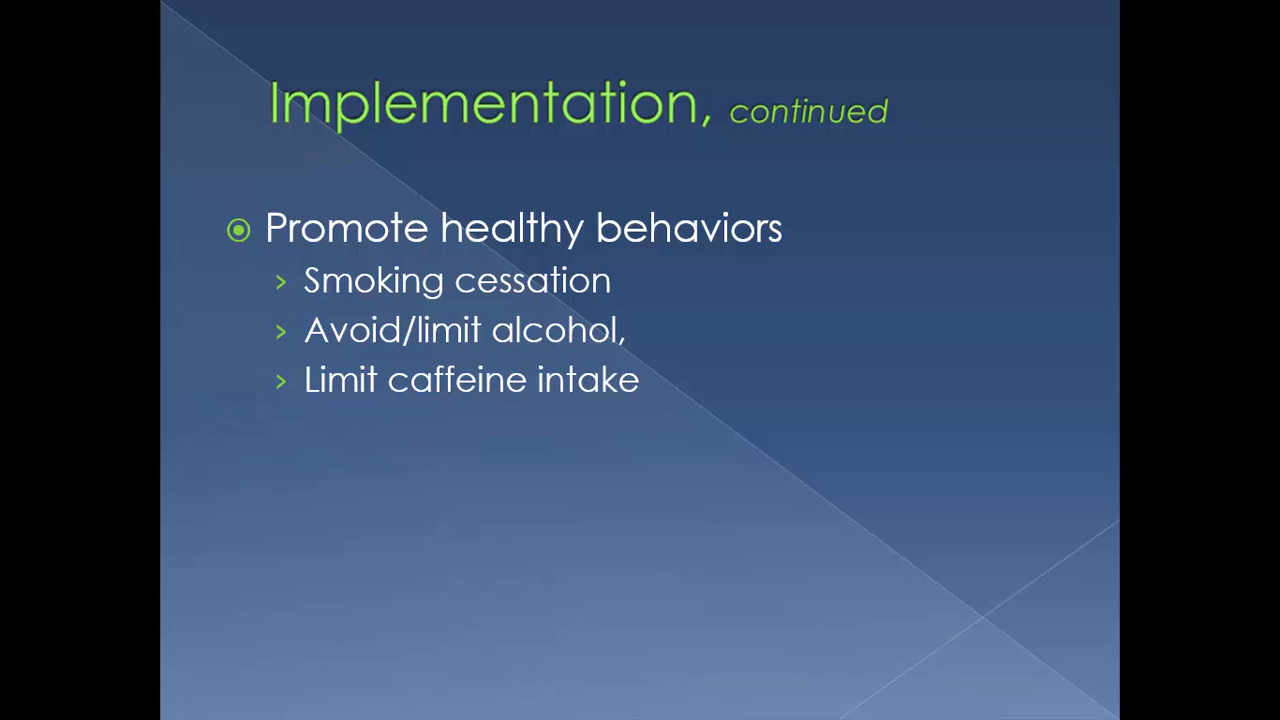 Implementation, continued
Promote healthy behaviors
Smoking cessation
Avoid/limit alcohol,
Limit caffeine intake